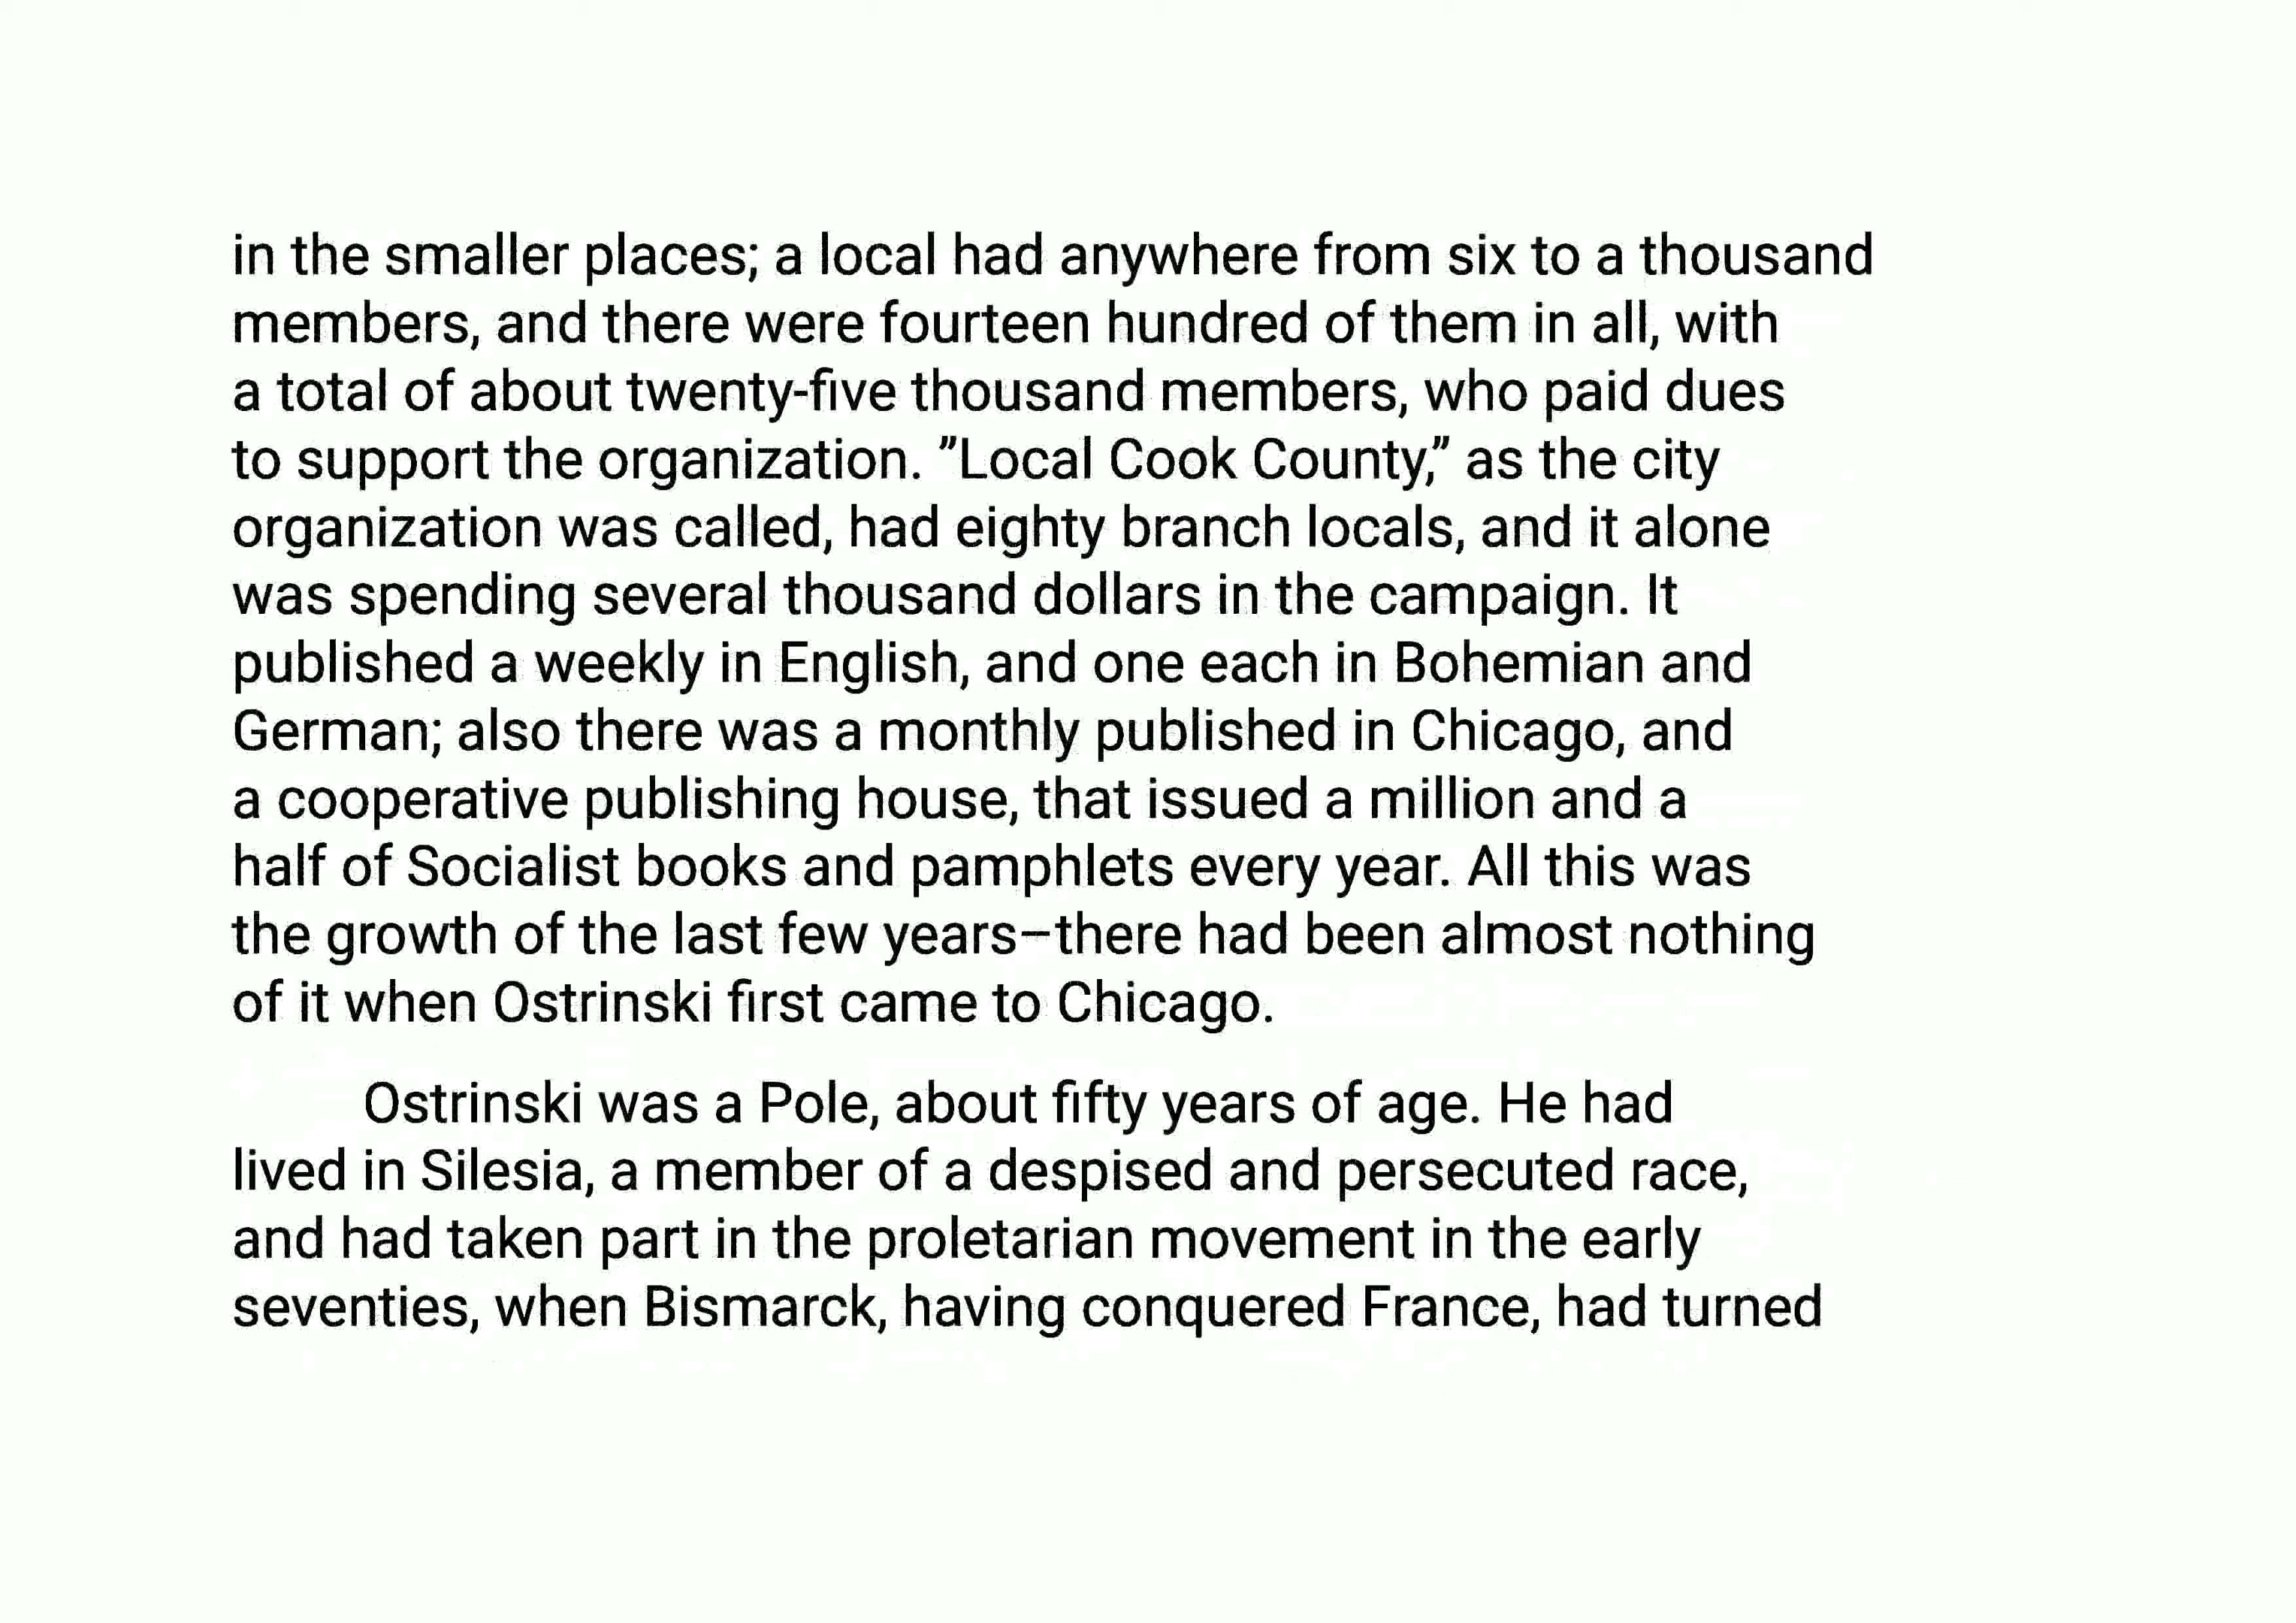 in the smaller places; a local had anywhere from six to a thousand
members, and there were fourteen hundred of them in all, with
a total of about twenty-five thousand members, who paid dues
to support the organization. ”Local Cook County,” as the city
organization was called, had eighty branch locals, and it alone
was spending several thousand dollars in the campaign. It
published a weekly in English, and one each in Bohemian and
German; also there was a monthly published in Chicago, and
a cooperative publishing house, that issued a million and a
half of Socialist books and pamphlets every year. All this was
the growth of the last few years–there had been almost nothing
of it when Ostrinski first came to Chicago.
Ostrinski was a Pole, about fifty years of age. He had
lived in Silesia, a member of a despised and persecuted race,
and had taken part in the proletarian movement in the early
seventies, when Bismarck, having conquered France, had turned